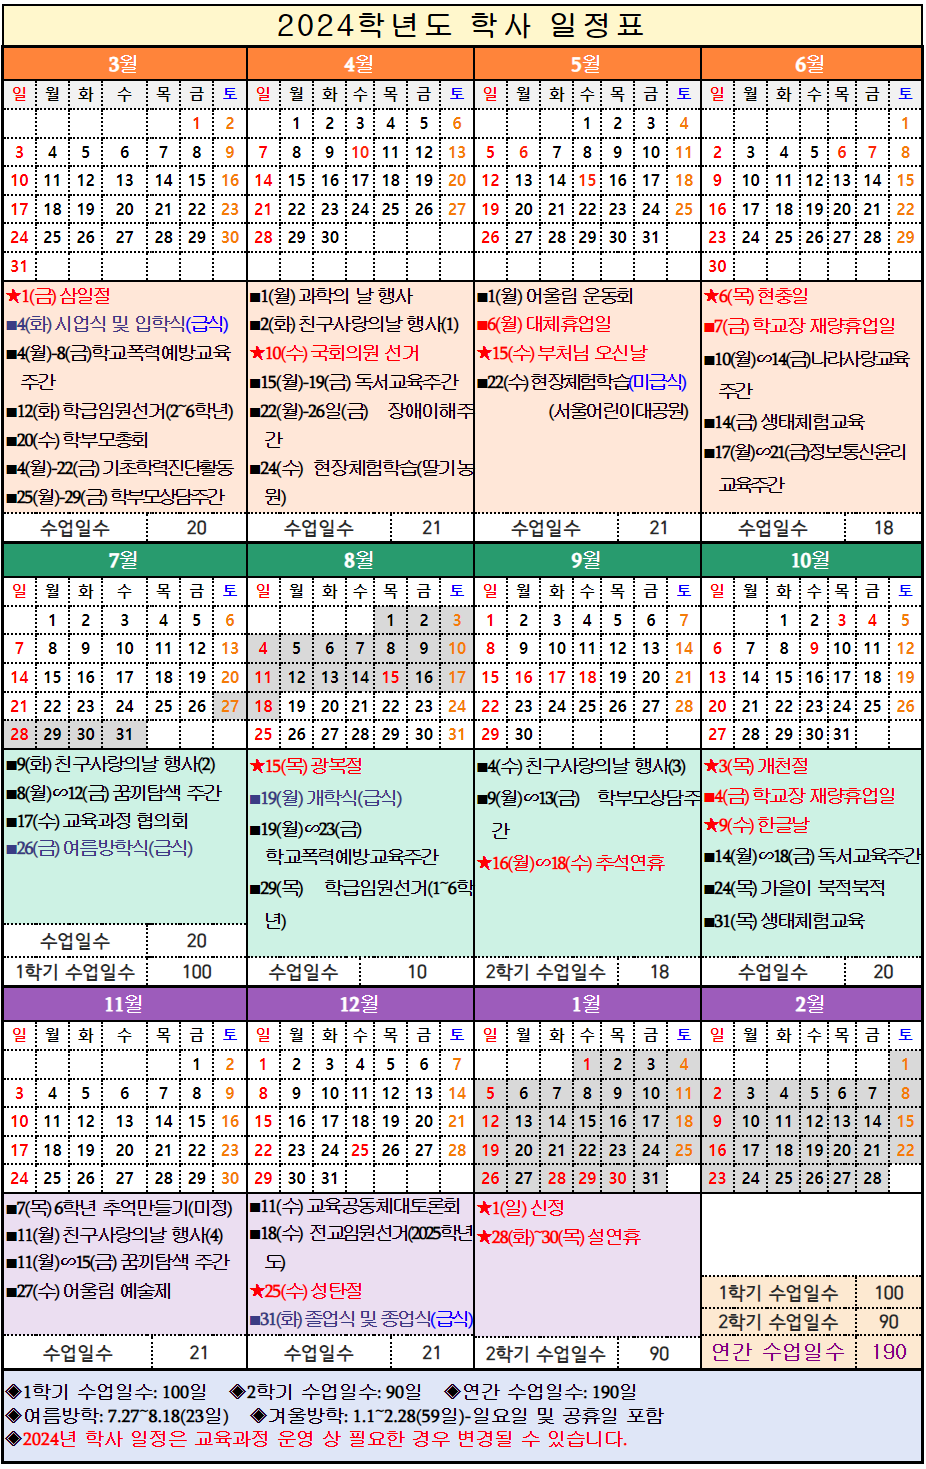 2024학년도 학사 일정표
3월 4월 5월 6월
일 월 화 수 목 금 토 일 월 화 수 목 금 토 일 월 화 수 목 금 토 일 월 화 수 목 금 토
1 2 1 2 3 4 5 6 1 2 3 4 1
3 4 5 6 7 8 9 7 8 9 10 11 12 13 5 6 7 8 9 10 11 2 3 4 5 6 7 8
10 11 12 13 14 15 16 14 15 16 17 18 19 20 12 13 14 15 16 17 18 9 10 11 12 13 14 15
17 18 19 20 21 22 23 21 22 23 24 25 26 27 19 20 21 22 23 24 25 16 17 18 19 20 21 22
24 25 26 27 28 29 30 28 29 30 26 27 28 29 30 31 23 24 25 26 27 28 29
31 30
★1(금) 삼일절
■4(화) 시업식 및 입학식(급식)
■4(월)-8(금)학교폭력예방교육
주간
■12(화) 학급임원선거(2~6학년)
■20(수) 학부모총회
■4(월)-22(금) 기초학력진단활동
■25(월)-29(금) 학부모상담주간
수업일수 20
■1(월) 과학의 날 행사
■2(화) 친구사랑의날 행사(1)
★10(수) 국회의원 선거
■15(월)-19(금) 독서교육주간
■22(월)-26일(금) 장애이해주
간
■24(수) 현장체험학습(딸기농
원)
수업일수 21
■1(월) 어울림 운동회
■6(월) 대체휴업일
★15(수) 부처님 오신날
■22(수) 현장체험학습(미급식)
(서울어린이대공원)
수업일수 21
★6(목) 현충일
■7(금) 학교장 재량휴업일
■10(월)∽14(금)나라사랑교육
주간
■14(금) 생태체험교육
■17(월)∽21(금)정보통신윤리
교육주간
수업일수 18
7월 8월 9월 10월
일 월 화 수 목 금 토 일 월 화 수 목 금 토 일 월 화 수 목 금 토 일 월 화 수 목 금 토
1 2 3 4 5 6 1 2 3 1 2 3 4 5 6 7 1 2 3 4 5
7 8 9 10 11 12 13 4 5 6 7 8 9 10 8 9 10 11 12 13 14 6 7 8 9 10 11 12
14 15 16 17 18 19 20 11 12 13 14 15 16 17 15 16 17 18 19 20 21 13 14 15 16 17 18 19
21 22 23 24 25 26 27 18 19 20 21 22 23 24 22 23 24 25 26 27 28 20 21 22 23 24 25 26
28 29 30 31 25 26 27 28 29 30 31 29 30 27 28 29 30 31
■9(화) 친구사랑의날 행사(2)
■8(월)∽12(금) 꿈끼탐색 주간
■17(수) 교육과정 협의회
■26(금) 여름방학식(급식)
수업일수 20
1학기 수업일수 100
★15(목) 광복절
■19(월) 개학식(급식)
■19(월)∽23(금)
학교폭력예방교육주간
■29(목) 학급임원선거(1~6학
년)
수업일수 10
■4(수) 친구사랑의날 행사(3)
■9(월)∽13(금) 학부모상담주
간
★16(월)∽18(수) 추석연휴
2학기 수업일수 18
★3(목) 개천절
■4(금) 학교장 재량휴업일
★9(수) 한글날
■14(월)∽18(금) 독서교육주간
■24(목) 가을이 북적북적
■31(목) 생태체험교육
수업일수 20
11월 12월 1월 2월
일 월 화 수 목 금 토 일 월 화 수 목 금 토 일 월 화 수 목 금 토 일 월 화 수 목 금 토
1 2 1 2 3 4 5 6 7 1 2 3 4 1
3 4 5 6 7 8 9 8 9 10 11 12 13 14 5 6 7 8 9 10 11 2 3 4 5 6 7 8
10 11 12 13 14 15 16 15 16 17 18 19 20 21 12 13 14 15 16 17 18 9 10 11 12 13 14 15
17 18 19 20 21 22 23 22 23 24 25 26 27 28 19 20 21 22 23 24 25 16 17 18 19 20 21 22
24 25 26 27 28 29 30 29 30 31 26 27 28 29 30 31 23 24 25 26 27 28
■7(목) 6학년 추억만들기(미정)
■11(월) 친구사랑의날 행사(4)
■11(월)∽15(금) 꿈끼탐색 주간
■27(수) 어울림 예술제
수업일수 21
■11(수) 교육공동체대토론회
■18(수) 전교임원선거(2025학년
도)
★25(수) 성탄절
■31(화) 졸업식 및 종업식(급식)
수업일수 21
★1(일) 신정
★28(화)~30(목) 설연휴
2학기 수업일수 90
1학기 수업일수 100
2학기 수업일수 90
연간 수업일수 190
◈1학기 수업일수: 100일 ◈2학기 수업일수: 90일 ◈연간 수업일수: 190일
◈여름방학: 7.27~8.18(23일) ◈겨울방학: 1.1~2.28(59일)-일요일 및 공휴일 포함
◈2024년 학사 일정은 교육과정 운영 상 필요한 경우 변경될 수 있습니다.